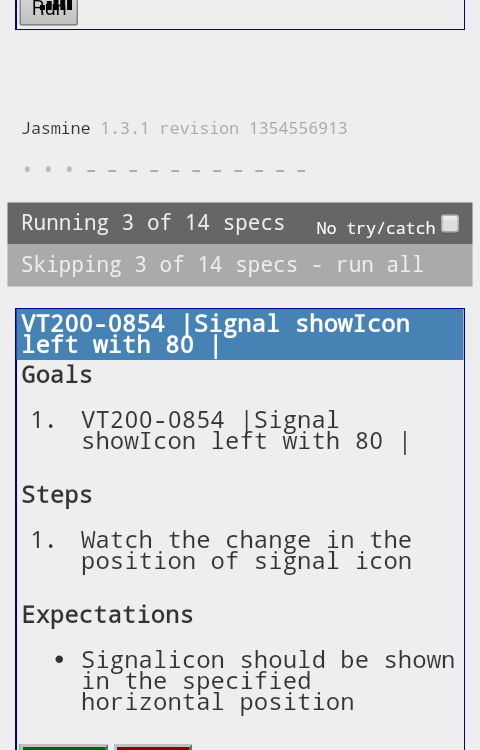 Run
Jasmine 1.3.1 revision 1354556913
• • • - - - - - - - - - - -
Running 3 of 14 specs No try/catch
Skipping 3 of 14 specs - run all
VT200-0854 |Signal showIcon
left with 80 |
Goals
1. VT200-0854 |Signal
showIcon left with 80 |
Steps
1. Watch the change in the
position of signal icon
Expectations
• Signalicon should be shown
in the specified
horizontal position